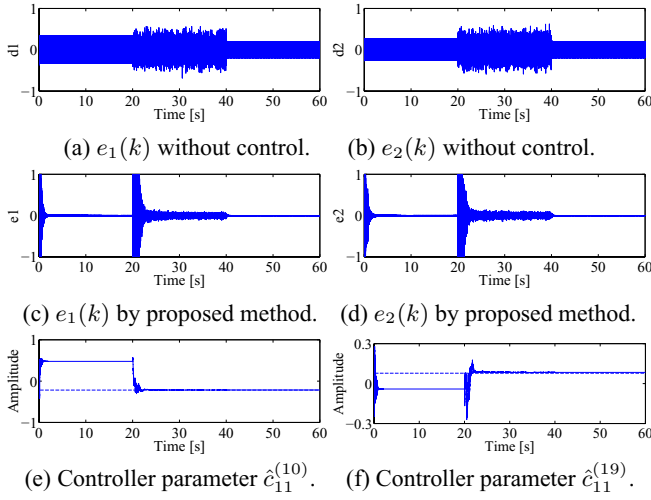 1 1
d1 0 d2 0
−1 −1
0 10 20 30 40 50 60 0 10 20 30 40 50 60
Time [s] Time [s]
(a) e₁(k) without control. (b) e₂(k) without control.
1 1
e1 0 e2 0
−1 −1
0 10 20 30 40 50 60 0 10 20 30 40 50 60
Time [s] Time [s]
(c) e₁(k) by proposed method. (d) e₂(k) by proposed method.
1 0.3
Amplitude 0 Amplitude 0
−1 −0.3
0 10 20 30 40 50 60 0 10 20 30 40 50 60
Time [s] Time [s]
(e) Controller parameter ĉ₁₁⁽¹⁰⁾. (f) Controller parameter ĉ₁₁⁽¹⁹⁾.